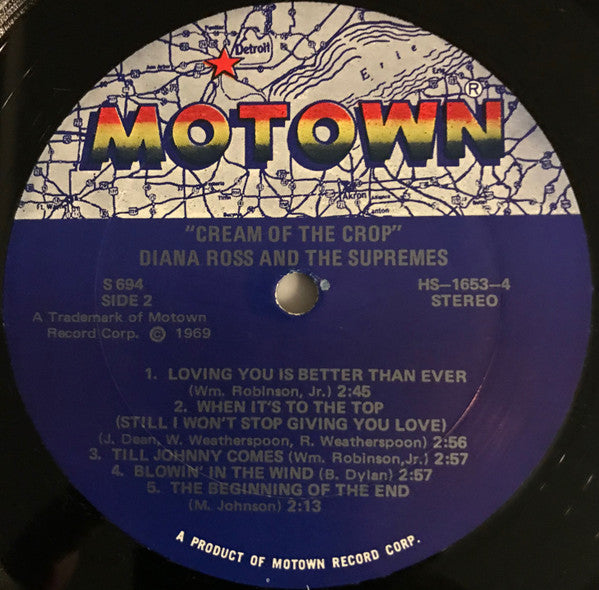 Detroit
Erie
MOTOWN®
Akron
Canton
"CREAM OF THE CROP"
DIANA ROSS AND THE SUPREMES
S 694
SIDE 2
HS-1653-4
STEREO
A Trademark of Motown
Record Corp. © 1969
1. LOVING YOU IS BETTER THAN EVER
(Wm. Robinson, Jr.) 2:45
2. WHEN IT'S TO THE TOP
(STILL I WON'T STOP GIVING YOU LOVE)
(J. Dean, W. Weatherspoon, R. Weatherspoon) 2:56
3. TILL JOHNNY COMES (Wm. Robinson,Jr.) 2:57
4. BLOWIN' IN THE WIND (B. Dylan) 2:57
5. THE BEGINNING OF THE END
(M. Johnson) 2:13
A PRODUCT OF MOTOWN RECORD CORP.